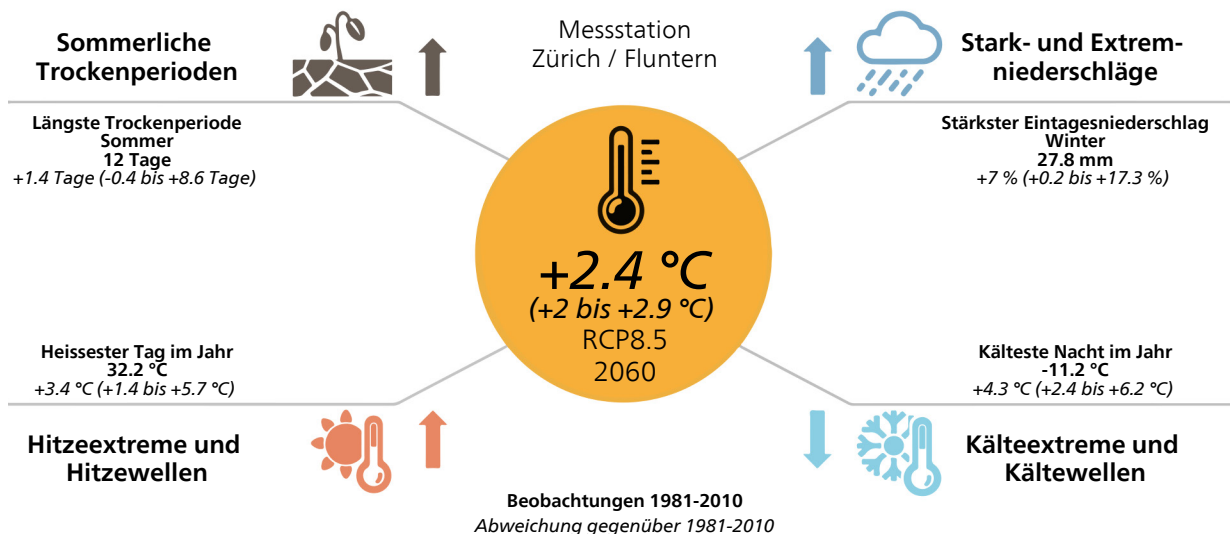 Sommerliche
Trockenperioden
Messstation
Zürich / Fluntern
Stark- und Extrem-
niederschläge
Längste Trockenperiode
Sommer
12 Tage
+1.4 Tage (-0.4 bis +8.6 Tage)
Stärkster Eintagesniederschlag
Winter
27.8 mm
+7 % (+0.2 bis +17.3 %)
+2.4 °C
(+2 bis +2.9 °C)
RCP8.5
2060
Heissester Tag im Jahr
32.2 °C
+3.4 °C (+1.4 bis +5.7 °C)
Kälteste Nacht im Jahr
-11.2 °C
+4.3 °C (+2.4 bis +6.2 °C)
Hitzeextreme und
Hitzewellen
Kälteextreme und
Kältewellen
Beobachtungen 1981-2010
Abweichung gegenüber 1981-2010